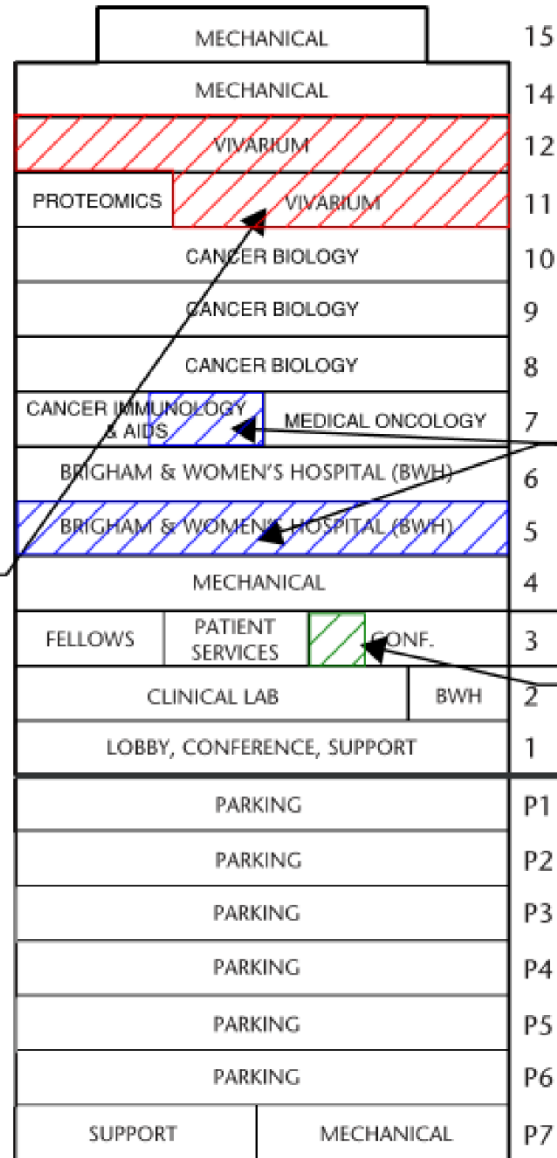 MECHANICAL 15
MECHANICAL 14
VIVARIUM 12
PROTEOMICS VIVARIUM 11
CANCER BIOLOGY 10
CANCER BIOLOGY 9
CANCER BIOLOGY 8
CANCER IMMUNOLOGY
& AIDS MEDICAL ONCOLOGY 7
BRIGHAM & WOMEN'S HOSPITAL (BWH) 6
BRIGHAM & WOMEN'S HOSPITAL (BWH) 5
MECHANICAL 4
FELLOWS PATIENT
SERVICES CONF. 3
CLINICAL LAB BWH 2
LOBBY, CONFERENCE, SUPPORT 1
PARKING P1
PARKING P2
PARKING P3
PARKING P4
PARKING P5
PARKING P6
SUPPORT MECHANICAL P7